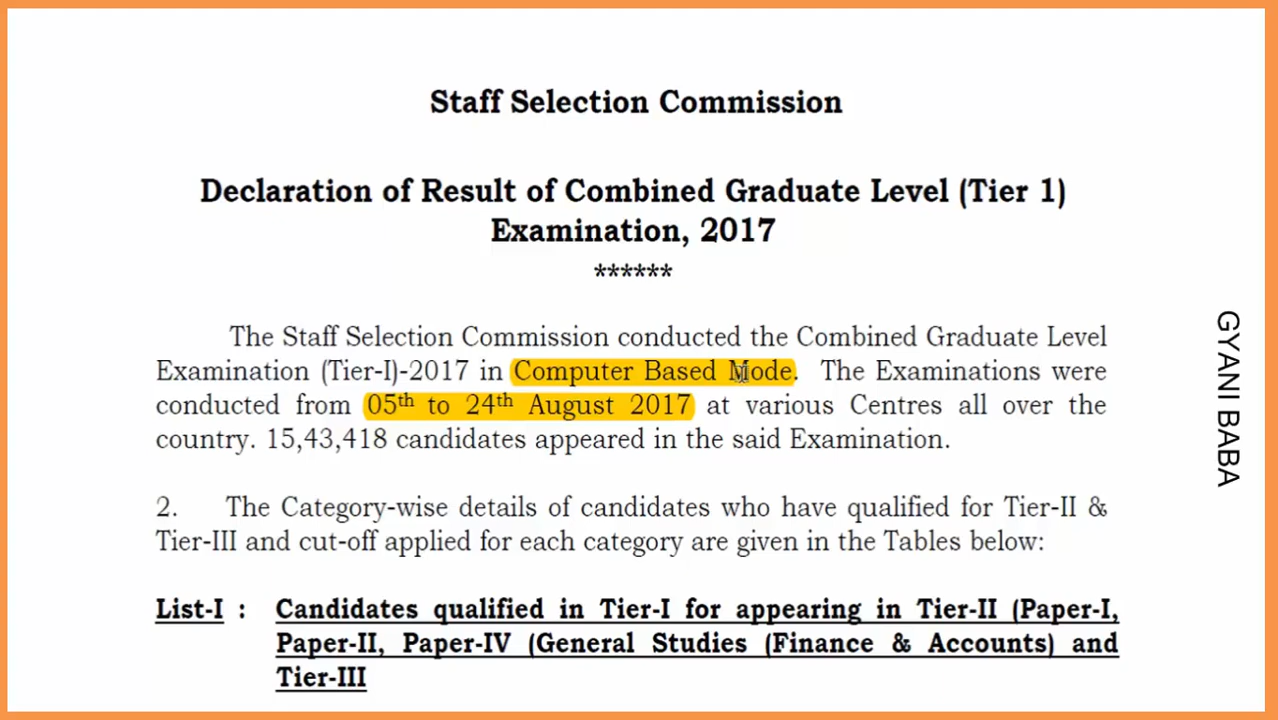 Staff Selection Commission
Declaration of Result of Combined Graduate Level (Tier 1)
Examination, 2017
******
The Staff Selection Commission conducted the Combined Graduate Level
Examination (Tier-I)-2017 in Computer Based Mode. The Examinations were
conducted from 05th to 24th August 2017 at various Centres all over the
country. 15,43,418 candidates appeared in the said Examination.
2. The Category-wise details of candidates who have qualified for Tier-II &
Tier-III and cut-off applied for each category are given in the Tables below:
List-I : Candidates qualified in Tier-I for appearing in Tier-II (Paper-I,
Paper-II, Paper-IV (General Studies (Finance & Accounts) and
Tier-III
GYANI BABA